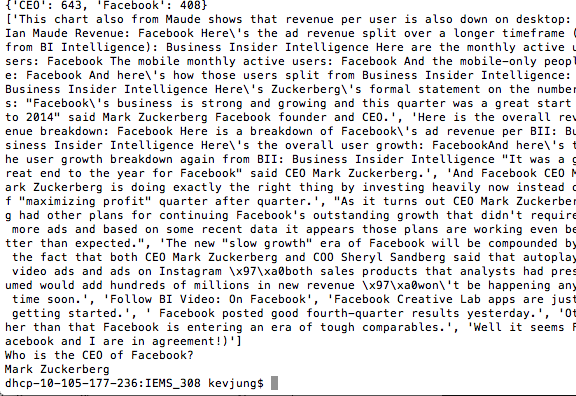 {'CEO': 643, 'Facebook': 408}
['This chart also from Maude shows that revenue per user is also down on desktop:
Ian Maude Revenue: Facebook Here\'s the ad revenue split over a longer timeframe (
from BI Intelligence): Business Insider Intelligence Here are the monthly active u
sers: Facebook The mobile monthly active users: Facebook And the mobile-only peopl
e: Facebook And here\'s how those users split from Business Insider Intelligence:
Business Insider Intelligence Here\'s Zuckerberg\'s formal statement on the number
s: "Facebook\'s business is strong and growing and this quarter was a great start
to 2014" said Mark Zuckerberg Facebook founder and CEO.', 'Here is the overall rev
enue breakdown: Facebook Here is a breakdown of Facebook\'s ad revenue per BII: Bu
siness Insider Intelligence Here\'s the overall user growth: FacebookAnd here\'s t
he user growth breakdown again from BII: Business Insider Intelligence "It was a g
reat end to the year for Facebook" said CEO Mark Zuckerberg.', 'And Facebook CEO M
ark Zuckerberg is doing exactly the right thing by investing heavily now instead o
f "maximizing profit" quarter after quarter.', "As it turns out CEO Mark Zuckerber
g had other plans for continuing Facebook's outstanding growth that didn't require
more ads and based on some recent data it appears those plans are working even be
tter than expected.", 'The new "slow growth" era of Facebook will be compounded by
the fact that both CEO Mark Zuckerberg and COO Sheryl Sandberg said that autoplay
video ads and ads on Instagram \x97\xa0both sales products that analysts had pres
umed would add hundreds of millions in new revenue \x97\xa0won\'t be happening any
time soon.', 'Follow BI Video: On Facebook', 'Facebook Creative Lab apps are just
getting started.', ' Facebook posted good fourth-quarter results yesterday.', 'Ot
her than that Facebook is entering an era of tough comparables.', 'Well it seems F
acebook and I are in agreement!)']
Who is the CEO of Facebook?
Mark Zuckerberg
dhcp-10-105-177-236:IEMS_308 kevjung$